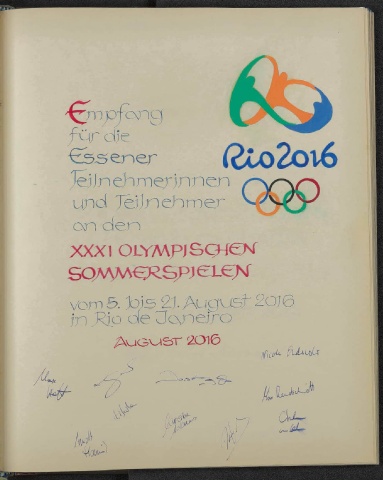 Empfang
für die
Essener
Teilnehmerinnen
und Teilnehmer
an den
Rio2016
XXXI OLYMPISCHEN
SOMMERSPIELEN
vom 5. bis 21. August 2016
in Rio de Janeiro
AUGUST 2016